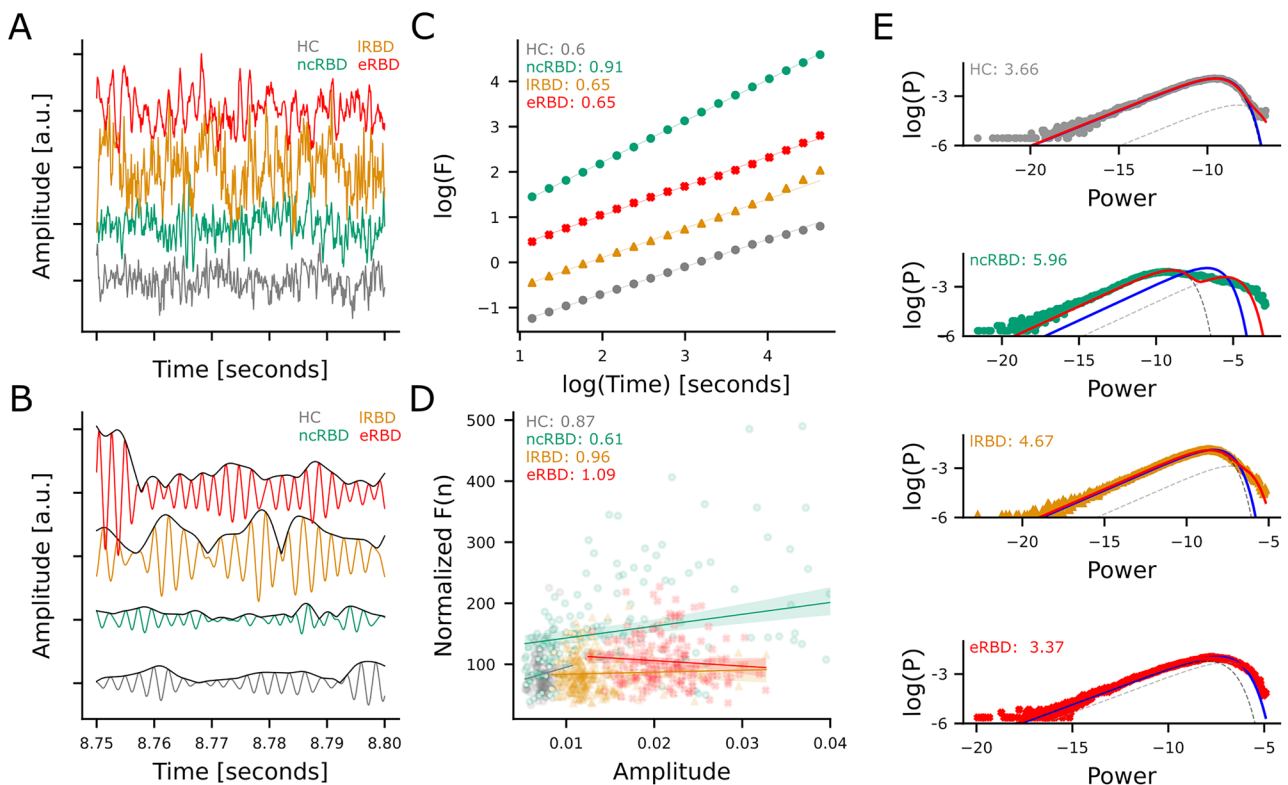 A
HC lRBD
ncRBD eRBD
Amplitude [a.u.]
Time [seconds]
B
HC lRBD
ncRBD eRBD
Amplitude [a.u.]
8.75 8.76 8.77 8.78 8.79 8.80
Time [seconds]
C
HC: 0.6
ncRBD: 0.91
lRBD: 0.65
eRBD: 0.65
log(F)
4
3
2
1
0
−1
1 2 3 4
log(Time) [seconds]
D
HC: 0.87
ncRBD: 0.61
lRBD: 0.96
eRBD: 1.09
Normalized F(n)
500
400
300
200
100
0.01 0.02 0.03 0.04
Amplitude
E
HC: 3.66
log(P)
-3
-6
−20 −15 −10
Power
ncRBD: 5.96
log(P)
-3
-6
−20 −15 −10 −5
Power
lRBD: 4.67
log(P)
-3
-6
−20 −15 −10 −5
Power
eRBD: 3.37
log(P)
-3
-6
−20 −15 −10 −5
Power